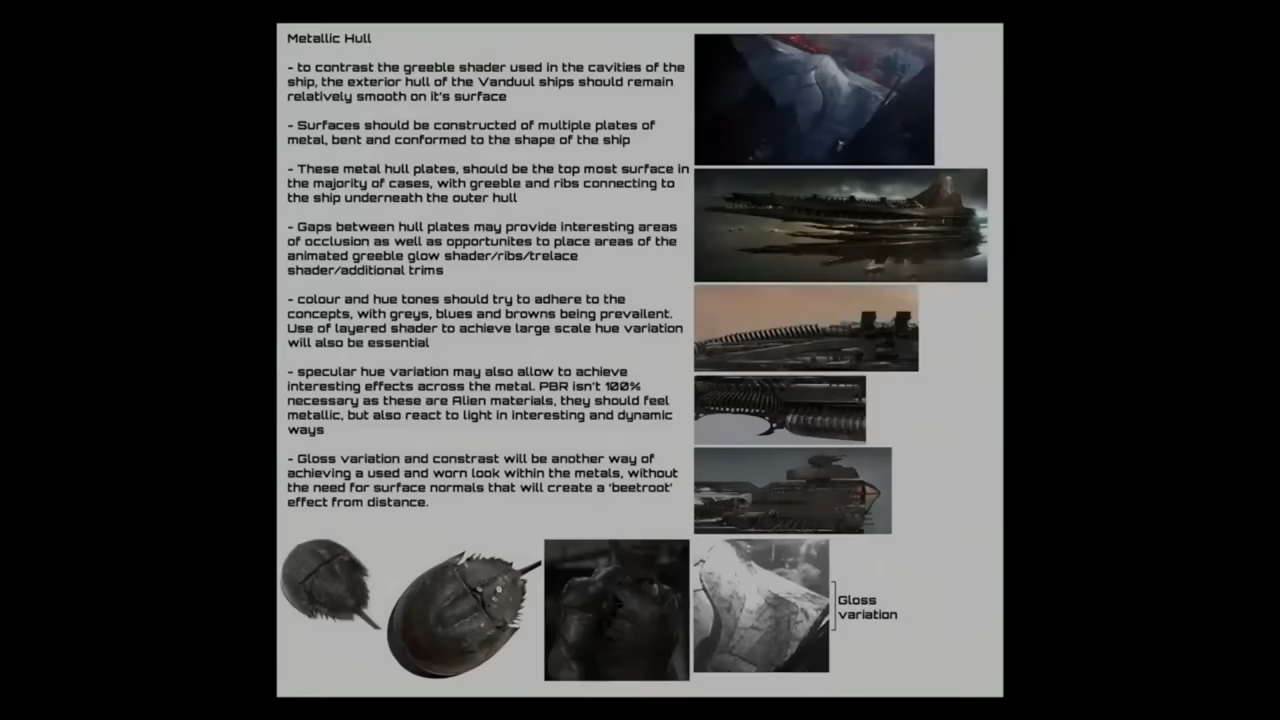 Metallic Hull
- to contrast the greeble shader used in the cavities of the
ship, the exterior hull of the Vanduul ships should remain
relatively smooth on it's surface
- Surfaces should be constructed of multiple plates of
metal, bent and conformed to the shape of the ship
- These metal hull plates, should be the top most surface in
the majority of cases, with greeble and ribs connecting to
the ship underneath the outer hull
- Gaps between hull plates may provide interesting areas
of occlusion as well as opportunites to place areas of the
animated greeble glow shader/ribs/trelace
shader/additional trims
- colour and hue tones should try to adhere to the
concepts, with greys, blues and browns being prevailent.
Use of layered shader to achieve large scale hue variation
will also be essential
- specular hue variation may also allow to achieve
interesting effects across the metal. PBR isn't 100%
necessary as these are Alien materials, they should feel
metallic, but also react to light in interesting and dynamic
ways
- Gloss variation and constrast will be another way of
achieving a used and worn look within the metals, without
the need for surface normals that will create a 'beetroot'
effect from distance.
Gloss
variation